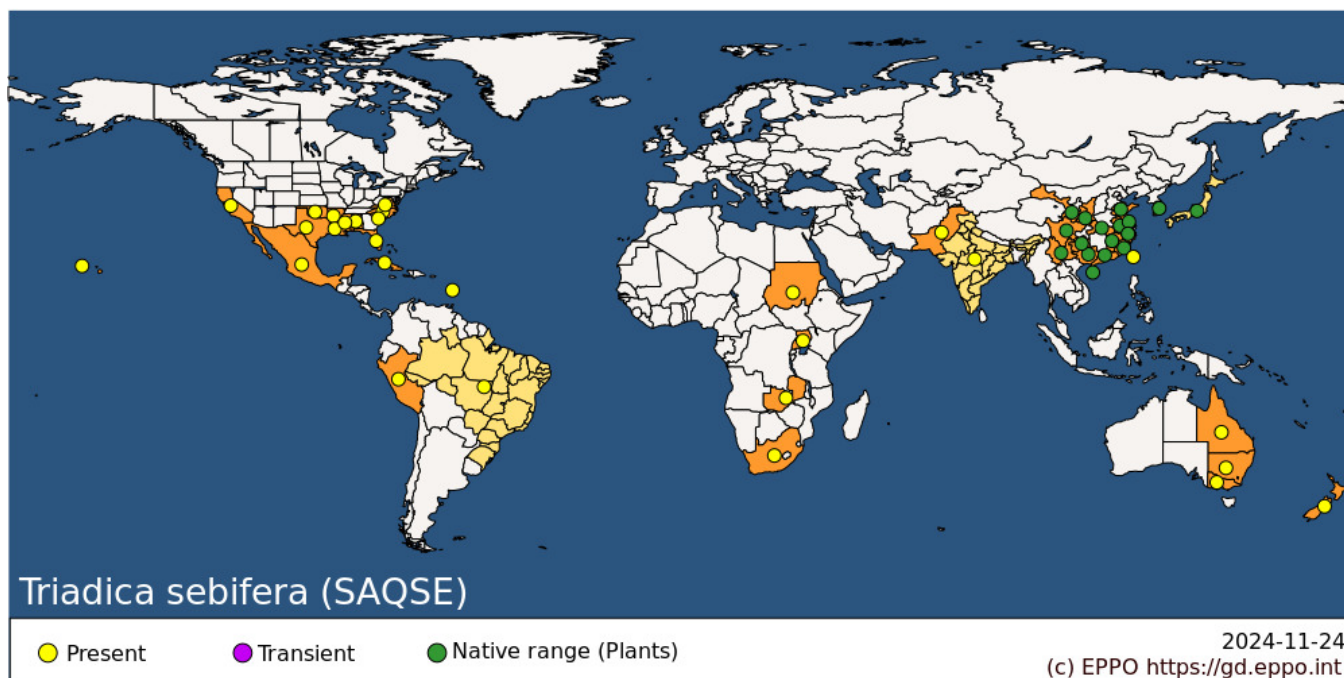 Triadica sebifera (SAQSE)
Present
Transient
Native range (Plants)
2024-11-24
(c) EPPO https://gd.eppo.int